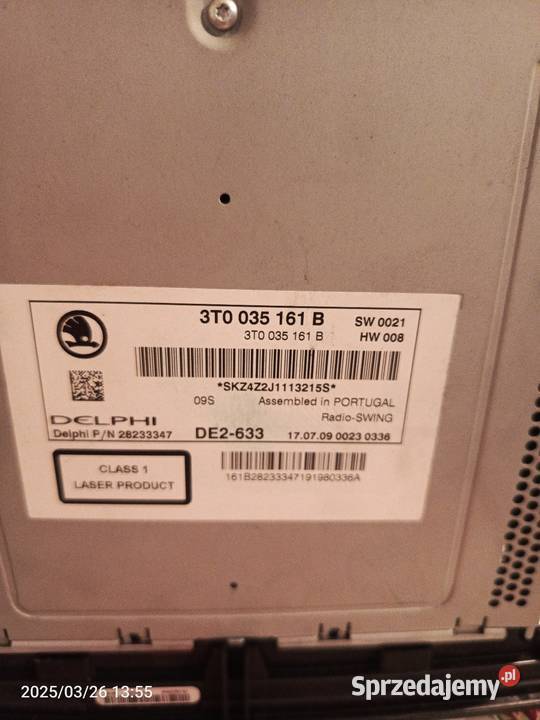 3T0 035 161 B
SW 0021
3T0 035 161 B
HW 008
*SKZ4Z2J1113215S*
09S
Assembled in PORTUGAL
Radio-SWING
DELPHI
Delphi P/N 28233347
DE2-633
17.07.09 0023 0336
CLASS 1
LASER PRODUCT
161B28233347191980336A
2025/03/26 13:55
Sprzedajemy.pl